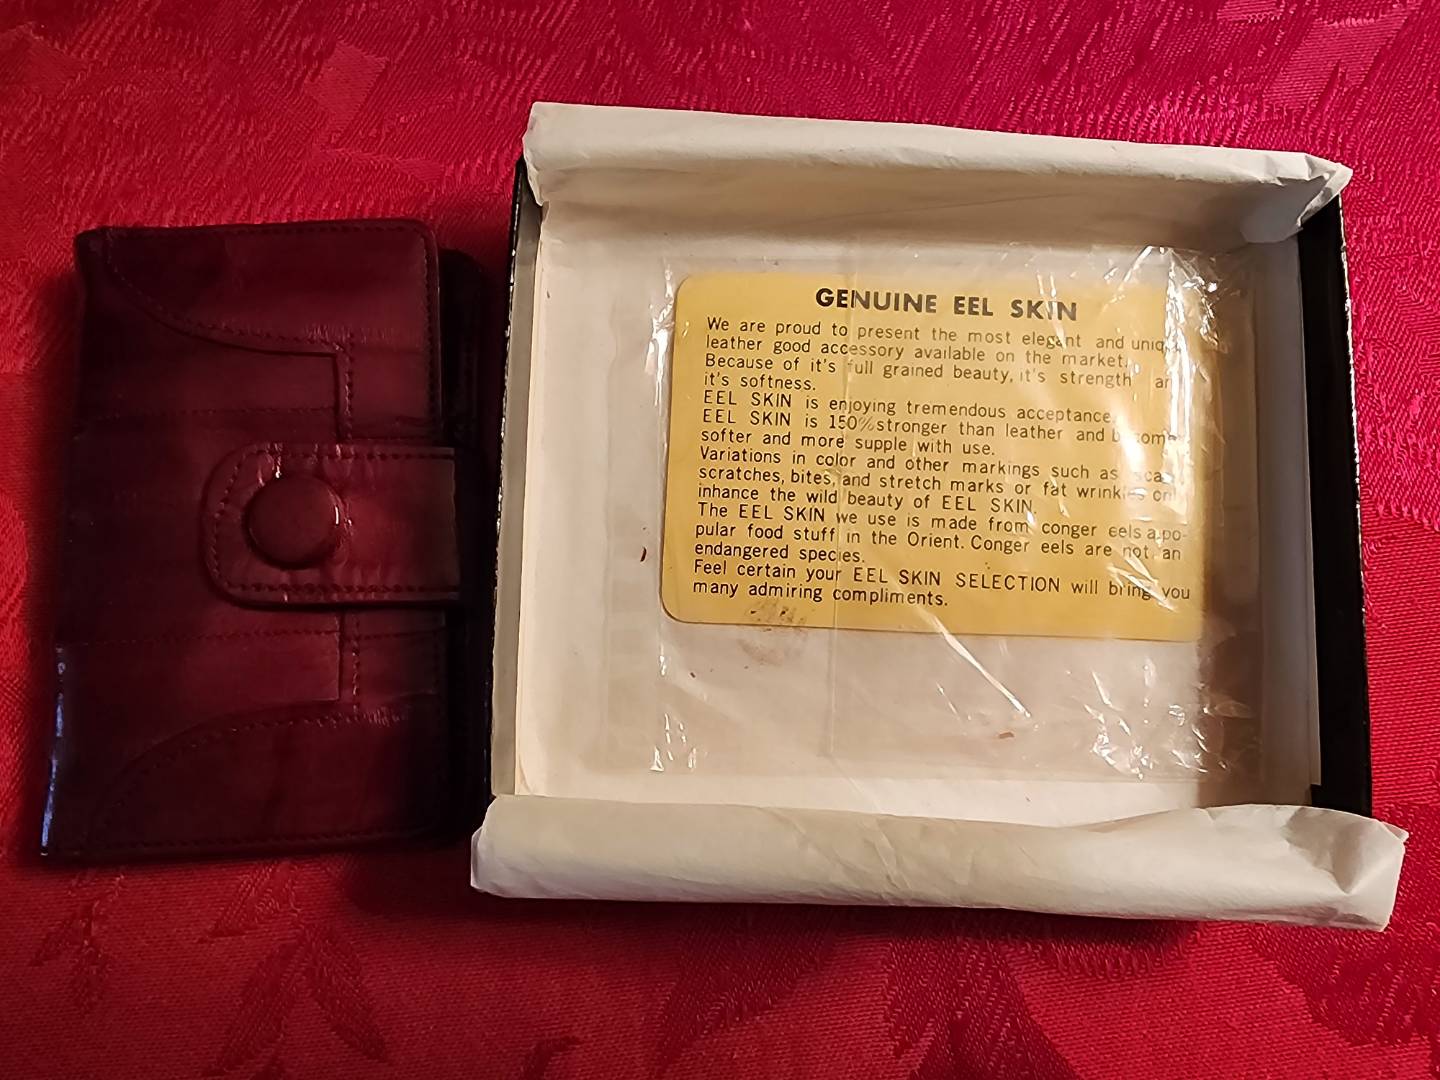 GENUINE EEL SKIN
We are proud to present the most elegant and
leather good accessory available on the market.
Because of it's full grained beauty, it's strength
it's softness.
EEL SKIN is enjoying tremendous acceptance.
EEL SKIN is 150% stronger than leather and
softer and more supple with use.
Variations in color and other markings such as
scratches, bites, and stretch marks or fat wrinkles
inhance the wild beauty of EEL SKIN.
The EEL SKIN we use is made from conger eels a po-
pular food stuff in the Orient. Conger eels are not an
endangered species.
Feel certain your EEL SKIN SELECTION will bring you
many admiring compliments.